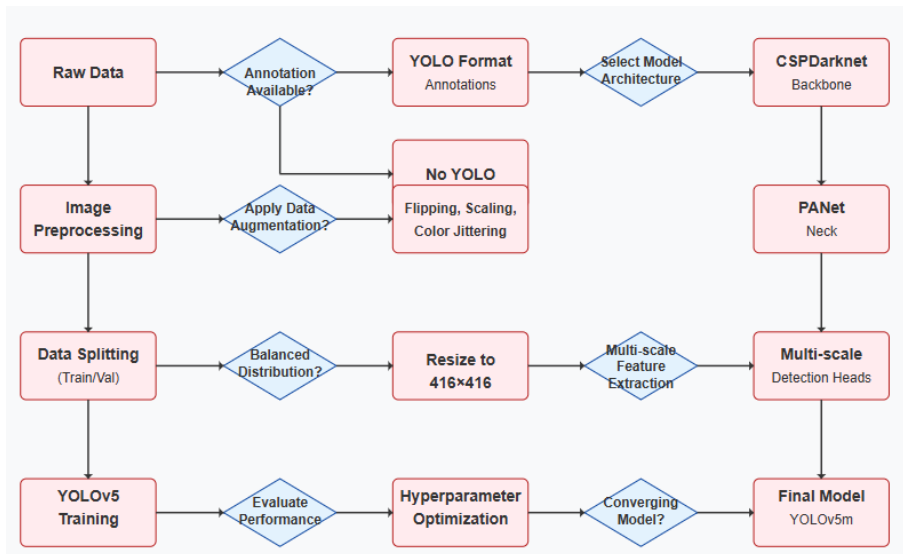 Raw Data
Annotation
Available?
YOLO Format
Annotations
Select Model
Architecture
CSPDarknet
Backbone
No YOLO
Image
Preprocessing
Apply Data
Augmentation?
Flipping, Scaling,
Color Jittering
PANet
Neck
Data Splitting
(Train/Val)
Balanced
Distribution?
Resize to
416×416
Multi-scale
Feature
Extraction
Multi-scale
Detection Heads
YOLOv5
Training
Evaluate
Performance
Hyperparameter
Optimization
Converging
Model?
Final Model
YOLOv5m